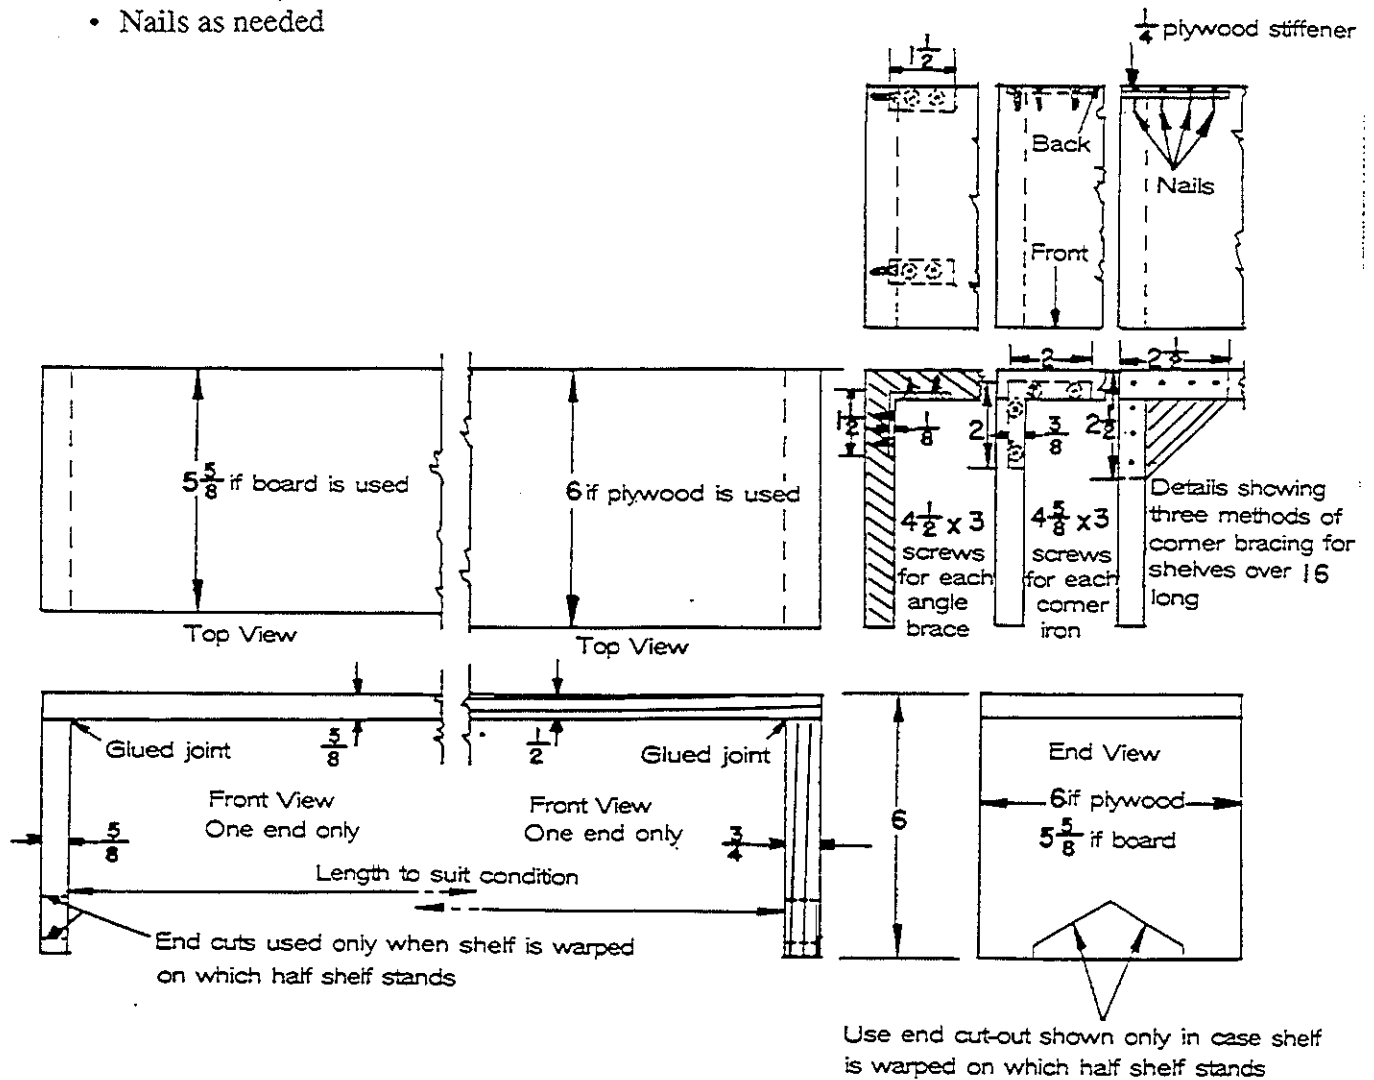 • Nails as needed
1/4 plywood stiffener
1 1/2
Back
Nails
Front
2
2 1/8
1 1/2
1/8
2
3/8
2 1/2
5 5/8 if board is used
6 if plywood is used
Details showing
three methods of
corner bracing for
shelves over 16
long
4 1/2 x 3
screws
for each
angle
brace
4 5/8 x 3
screws
for each
corner
iron
Top View
Top View
Glued joint
5/8
1/2
Glued joint
End View
Front View
One end only
Front View
One end only
6 if plywood
5 5/8 if board
6
5/8
3/4
Length to suit condition
End cuts used only when shelf is warped
on which half shelf stands
Use end cut-out shown only in case shelf
is warped on which half shelf stands